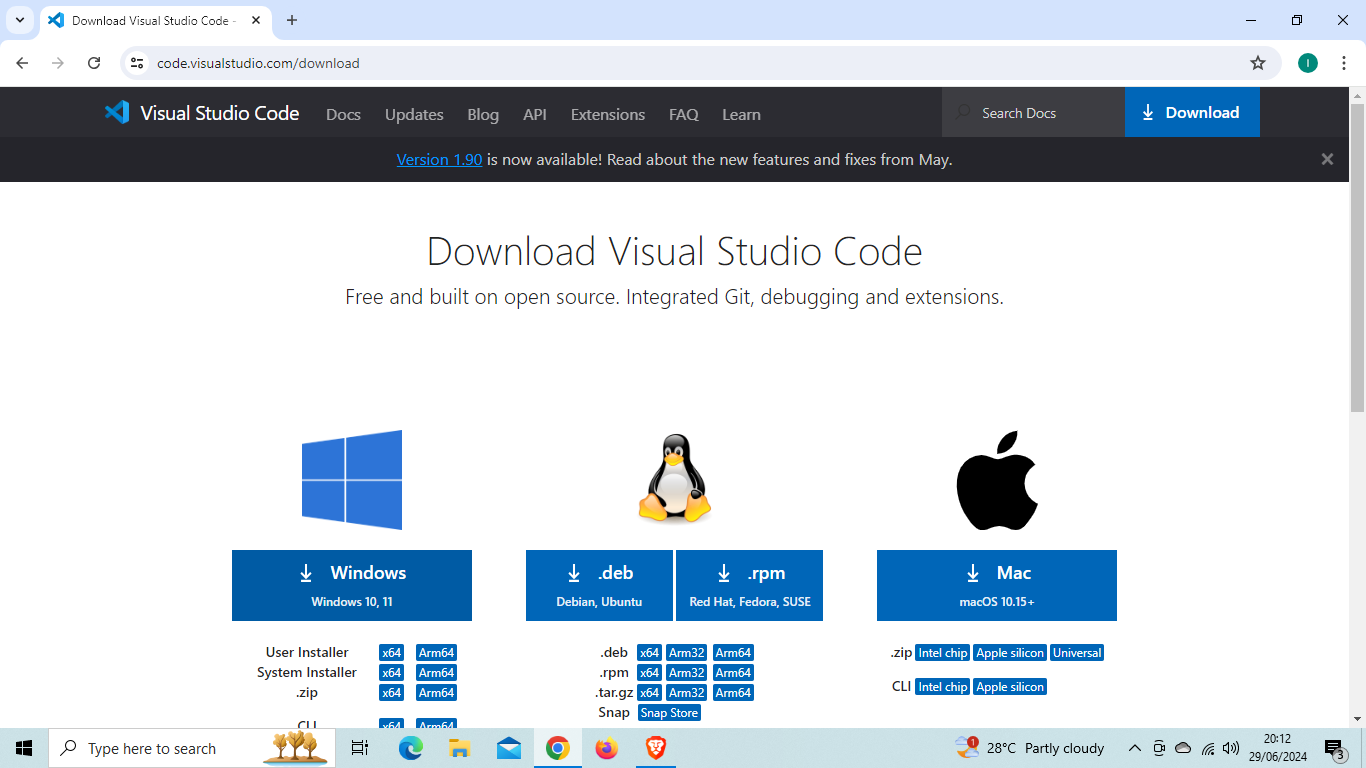 Download Visual Studio Code -
code.visualstudio.com/download
I
Visual Studio Code Docs Updates Blog API Extensions FAQ Learn Search Docs Download
Version 1.90 is now available! Read about the new features and fixes from May.
Download Visual Studio Code
Free and built on open source. Integrated Git, debugging and extensions.
Windows
Windows 10, 11
User Installer x64 Arm64
System Installer x64 Arm64
.zip x64 Arm64
CLI x64 Arm64
.deb
Debian, Ubuntu
.rpm
Red Hat, Fedora, SUSE
.deb x64 Arm32 Arm64
.rpm x64 Arm32 Arm64
.tar.gz x64 Arm32 Arm64
Snap Snap Store
Mac
macOS 10.15+
.zip Intel chip Apple silicon Universal
CLI Intel chip Apple silicon
Type here to search
1
28°C Partly cloudy
20:12
29/06/2024
3